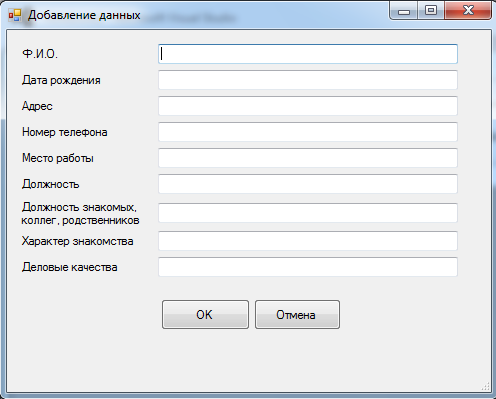 Добавление данных
Ф.И.О.
Дата рождения
Адрес
Номер телефона
Место работы
Должность
Должность знакомых,
коллег, родственников
Характер знакомства
Деловые качества
OK
Отмена